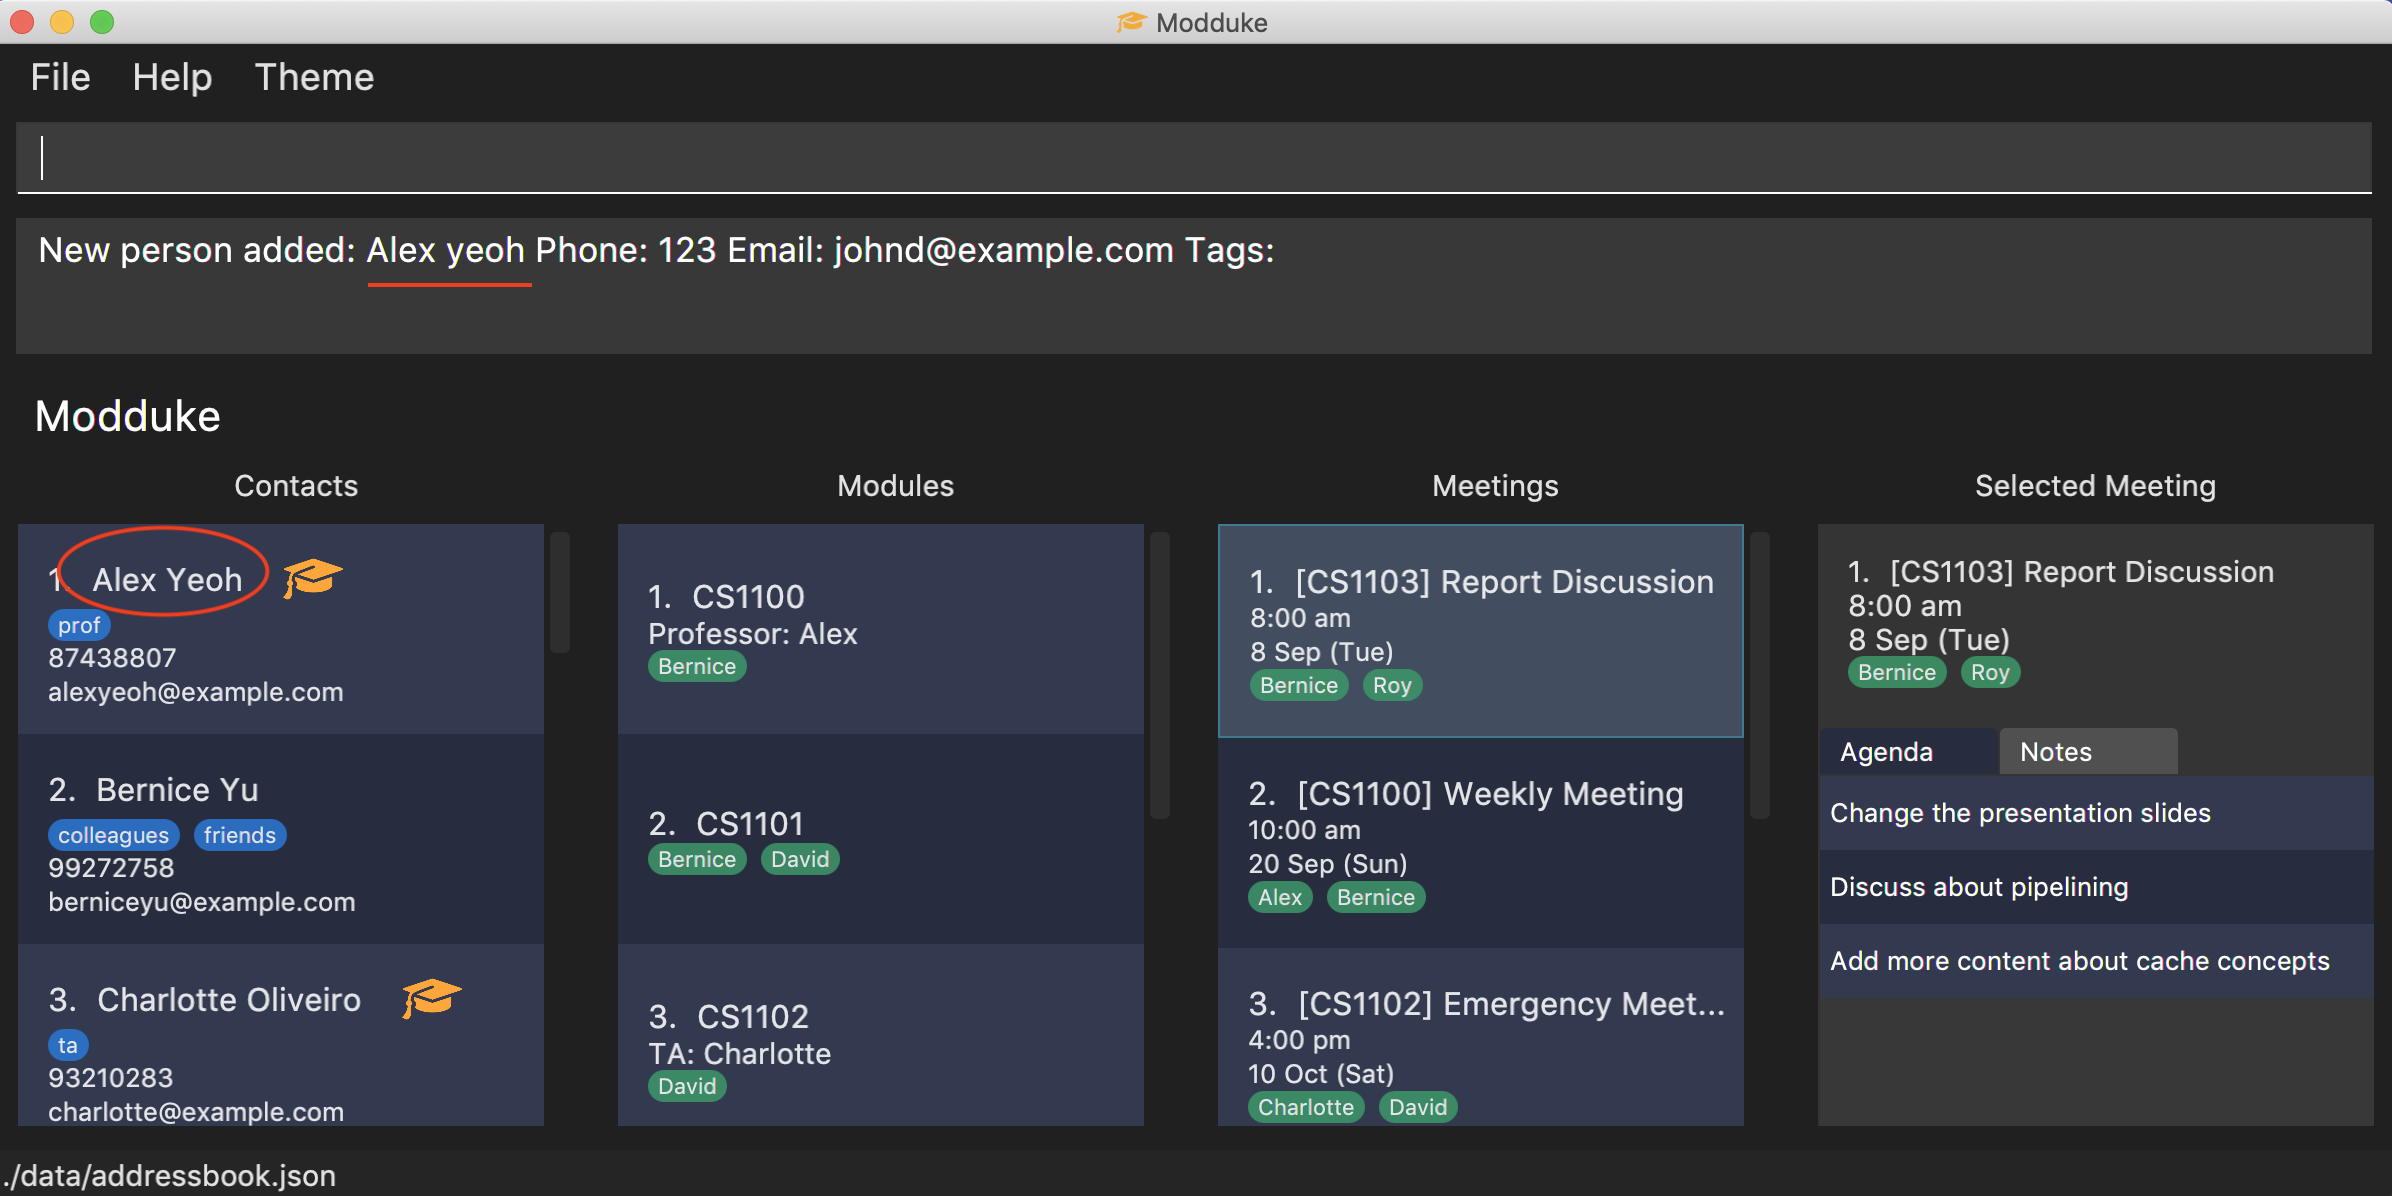 Modduke
File Help Theme
New person added: Alex yeoh Phone: 123 Email: johnd@example.com Tags:
Modduke
Contacts
1. Alex Yeoh
prof
87438807
alexyeoh@example.com
2. Bernice Yu
colleagues friends
99272758
berniceyu@example.com
3. Charlotte Oliveiro
ta
93210283
charlotte@example.com
Modules
1. CS1100
Professor: Alex
Bernice
2. CS1101
Bernice David
3. CS1102
TA: Charlotte
David
Meetings
1. [CS1103] Report Discussion
8:00 am
8 Sep (Tue)
Bernice Roy
2. [CS1100] Weekly Meeting
10:00 am
20 Sep (Sun)
Alex Bernice
3. [CS1102] Emergency Meet...
4:00 pm
10 Oct (Sat)
Charlotte David
Selected Meeting
1. [CS1103] Report Discussion
8:00 am
8 Sep (Tue)
Bernice Roy
Agenda Notes
Change the presentation slides
Discuss about pipelining
Add more content about cache concepts
./data/addressbook.json